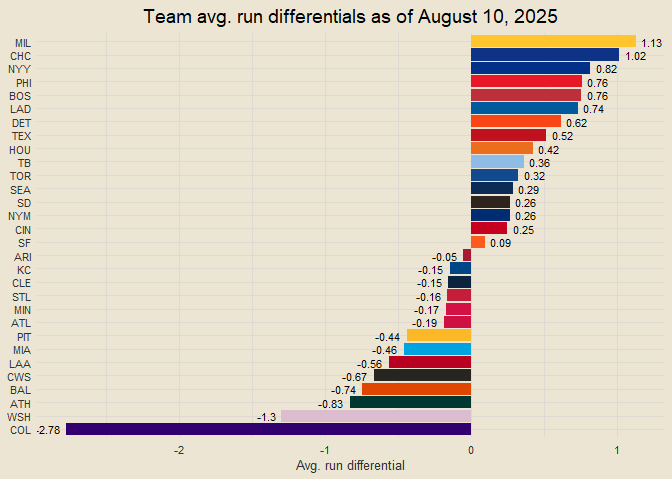 Team avg. run differentials as of August 10, 2025
MIL 1.13
CHC 1.02
NYY 0.82
PHI 0.76
BOS 0.76
LAD 0.74
DET 0.62
TEX 0.52
HOU 0.42
TB 0.36
TOR 0.32
SEA 0.29
SD 0.26
NYM 0.26
CIN 0.25
SF 0.09
ARI -0.05
KC -0.15
CLE -0.15
STL -0.16
MIN -0.17
ATL -0.19
PIT -0.44
MIA -0.46
LAA -0.56
CWS -0.67
BAL -0.74
ATH -0.83
WSH -1.3
COL -2.78
-2 -1 0 1
Avg. run differential